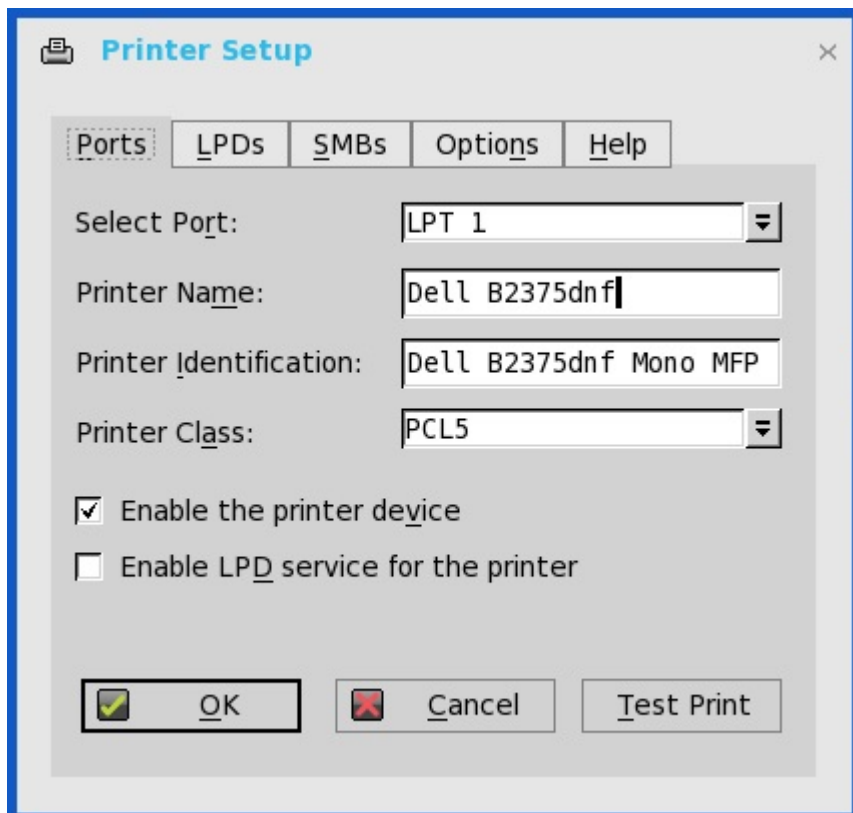 Printer Setup
Ports LPDs SMBs Options Help
Select Port: LPT 1
Printer Name: Dell B2375dnf
Printer Identification: Dell B2375dnf Mono MFP
Printer Class: PCL5
Enable the printer device
Enable LPD service for the printer
OK Cancel Test Print